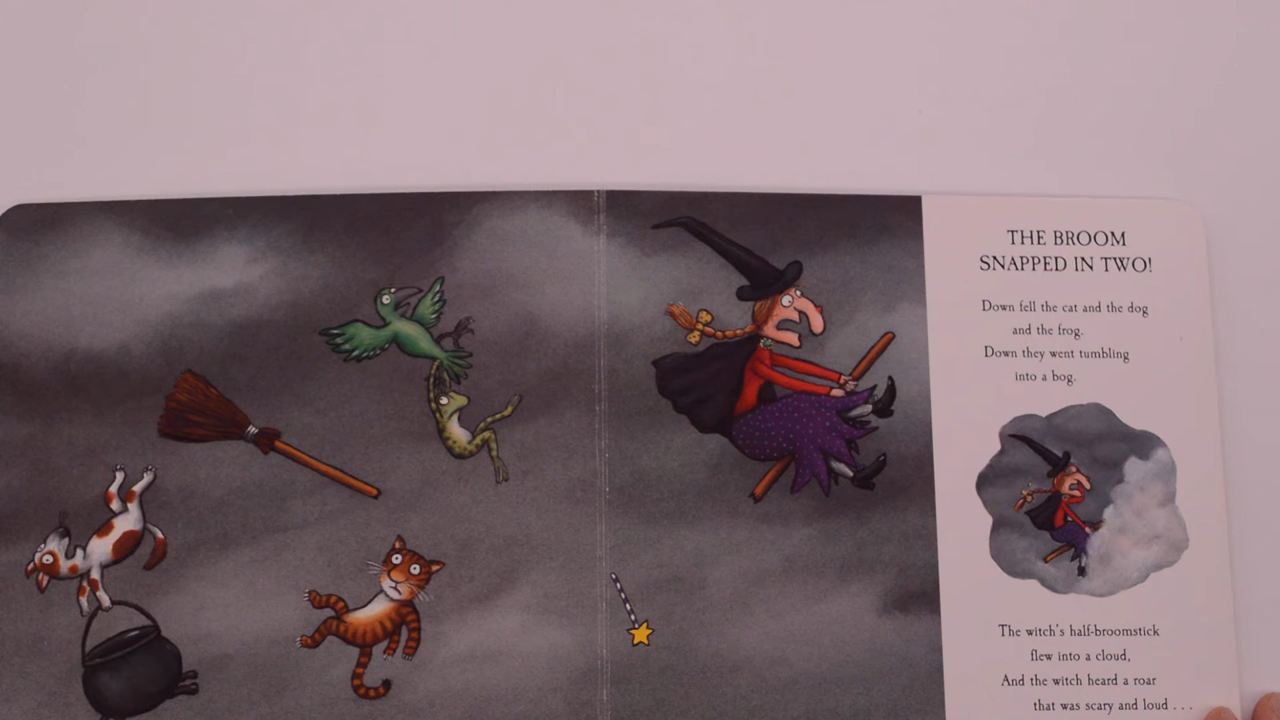 THE BROOM
SNAPPED IN TWO!
Down fell the cat and the dog
and the frog.
Down they went tumbling
into a bog.
The witch's half-broomstick
flew into a cloud,
And the witch heard a roar
that was scary and loud . . .